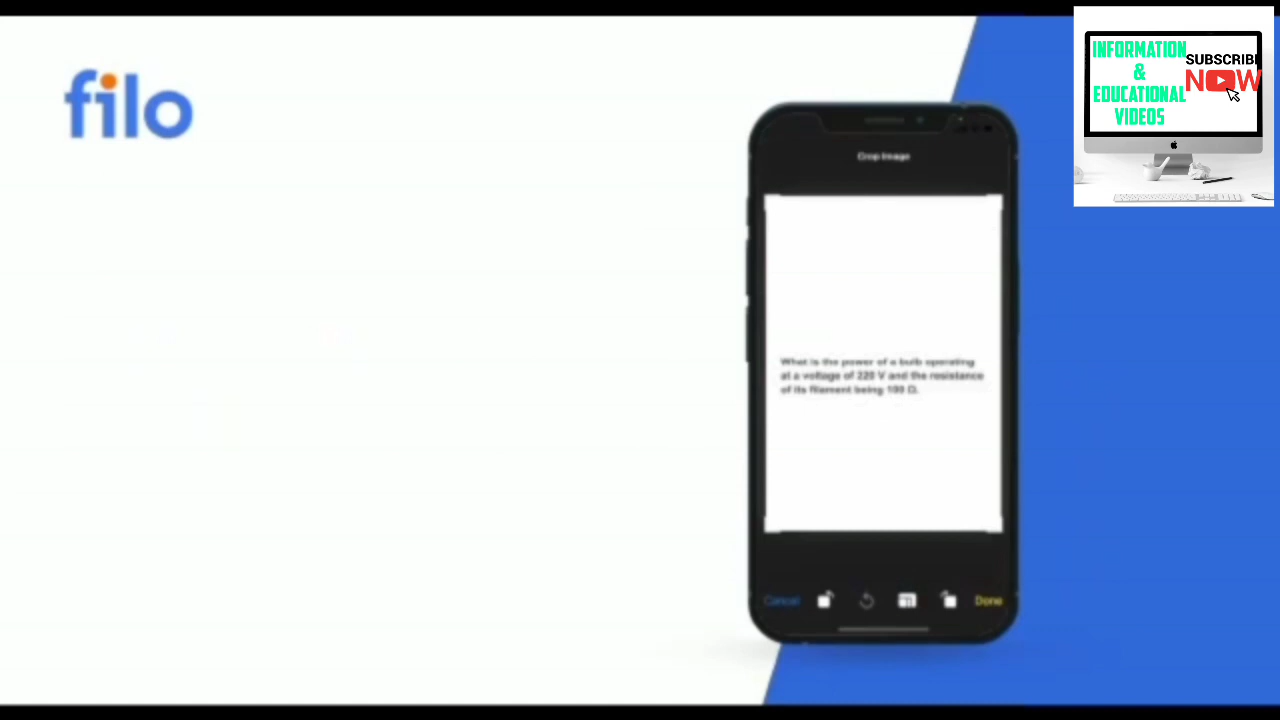 filo
INFORMATION
&
EDUCATIONAL
VIDEOS
SUBSCRIBE
NOW
Crop Image
What is the power of a bulb operating
at a voltage of 220 V and the resistance
of its filament being 100 Ω.
Cancel
Done